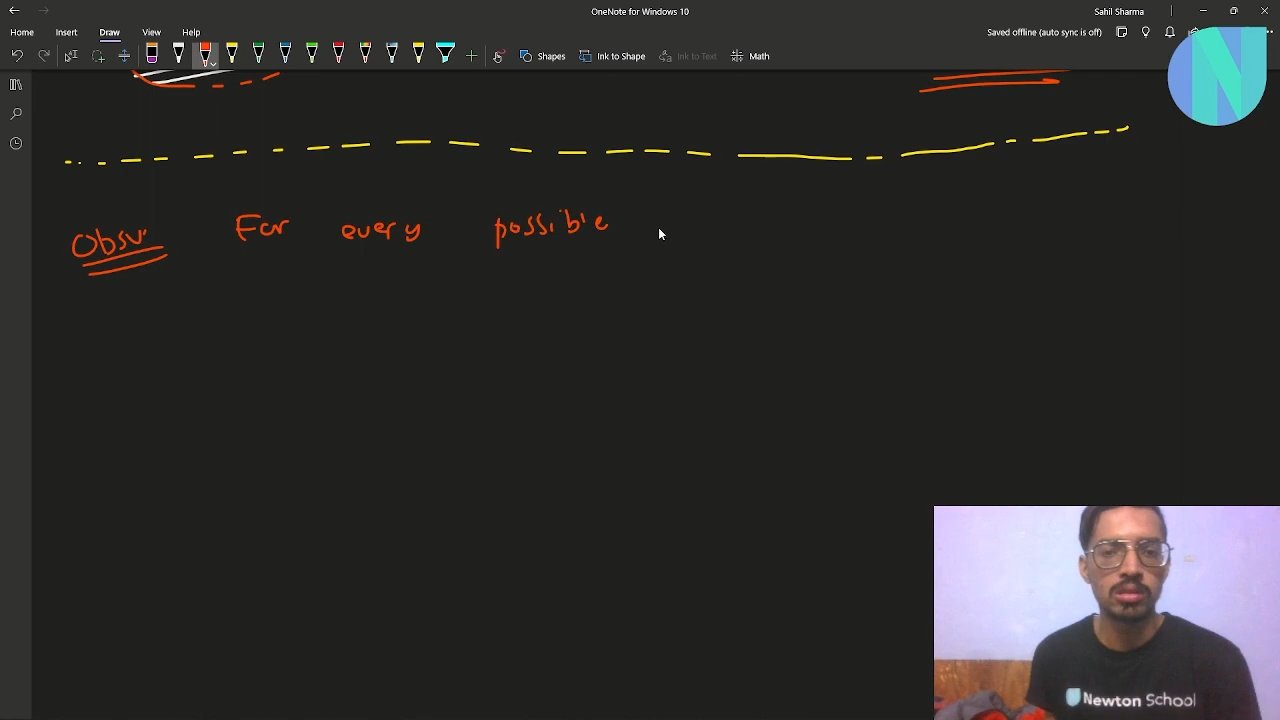 OneNote for Windows 10
Sahil Sharma
Home Insert Draw View Help
Saved offline (auto sync is off)
Shapes Ink to Shape Ink to Text Math
Obsv. For every possible
Newton School